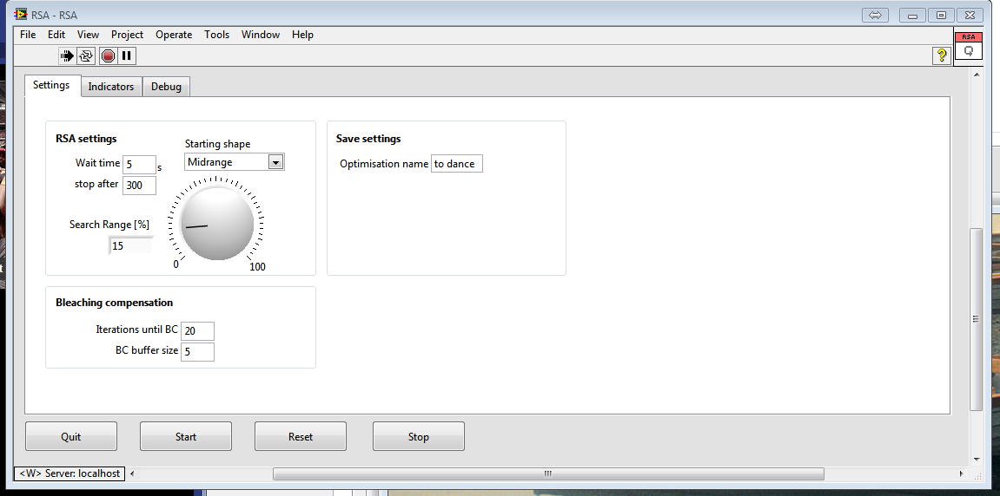 RSA - RSA
File Edit View Project Operate Tools Window Help
RSA
?
Q
Settings Indicators Debug
RSA settings
Starting shape
Midrange
Wait time 5 s
stop after 300
Search Range [%]
15
0 100
Save settings
Optimisation name to dance
Bleaching compensation
Iterations until BC 20
BC buffer size 5
Quit Start Reset Stop
<W> Server: localhost
t